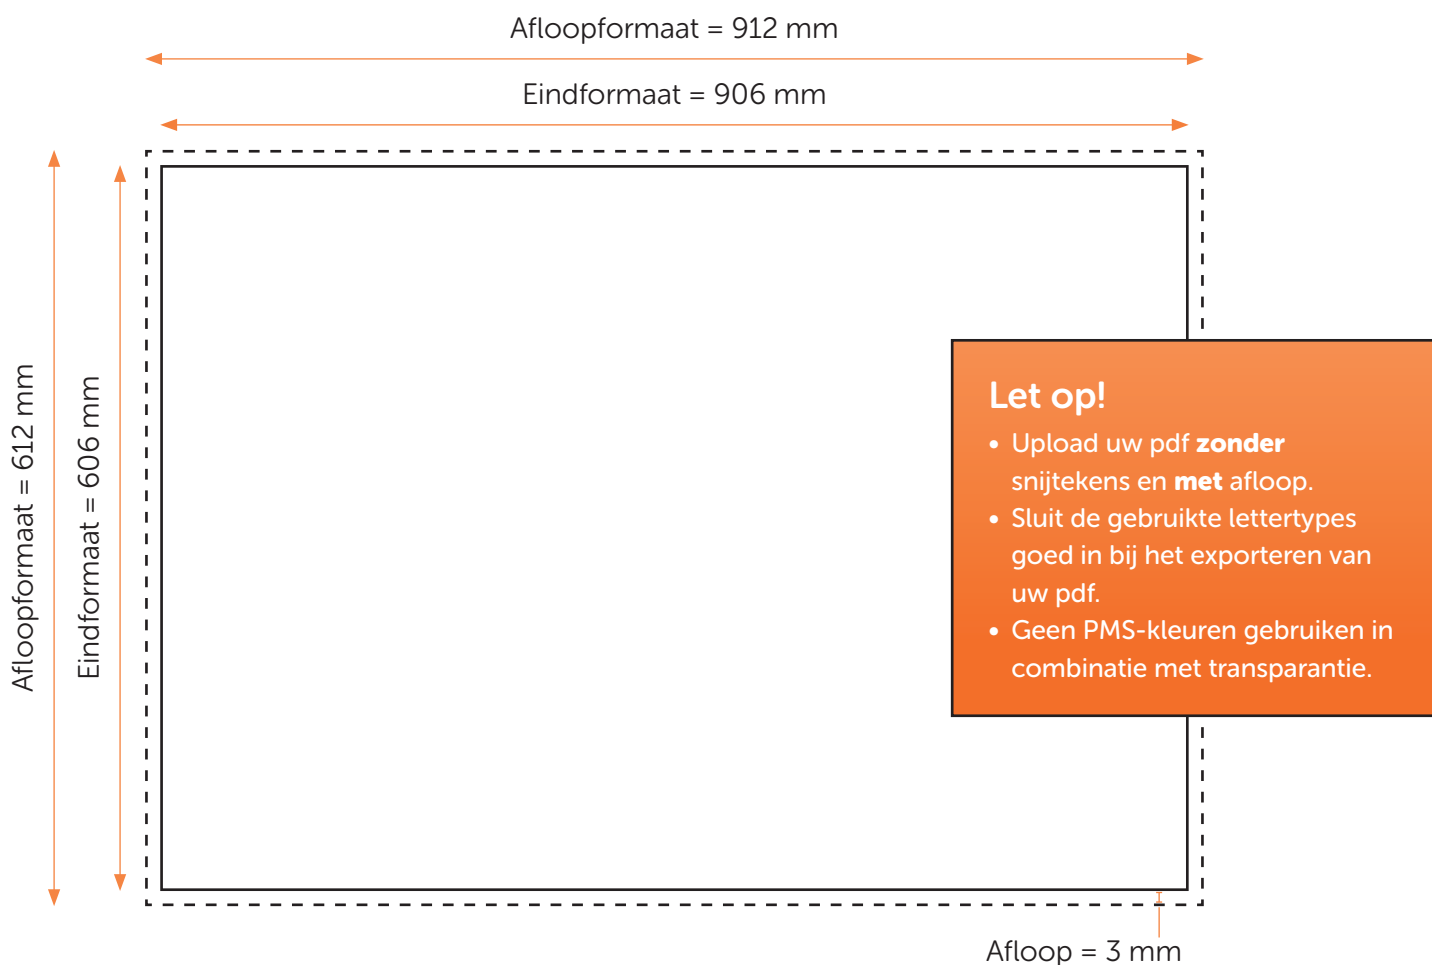 Afloopformaat = 912 mm
Eindformaat = 906 mm
Afloopformaat = 612 mm
Eindformaat = 606 mm
Let op!
• Upload uw pdf zonder
snijtekens en met afloop.
• Sluit de gebruikte lettertypes
goed in bij het exporteren van
uw pdf.
• Geen PMS-kleuren gebruiken in
combinatie met transparantie.
Afloop = 3 mm